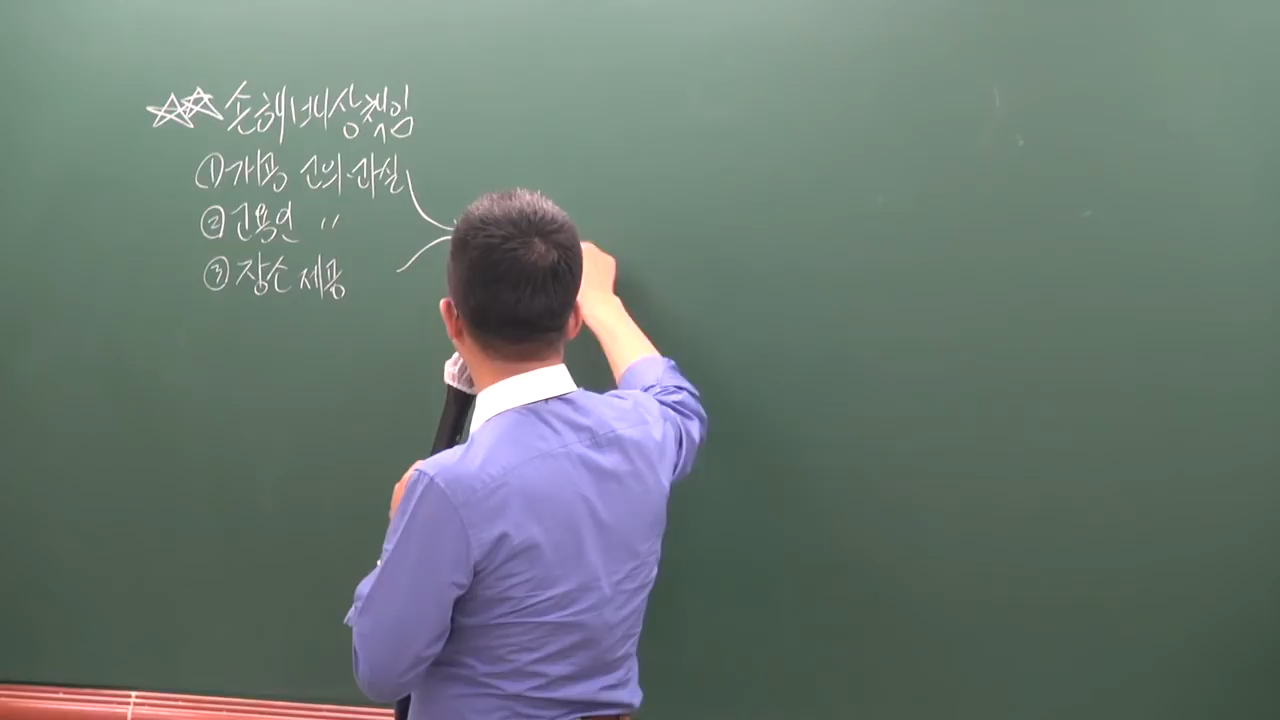 ☆☆ 손해배상책임
① 개공 고의·과실
② 고용인 〃
③ 장소제공